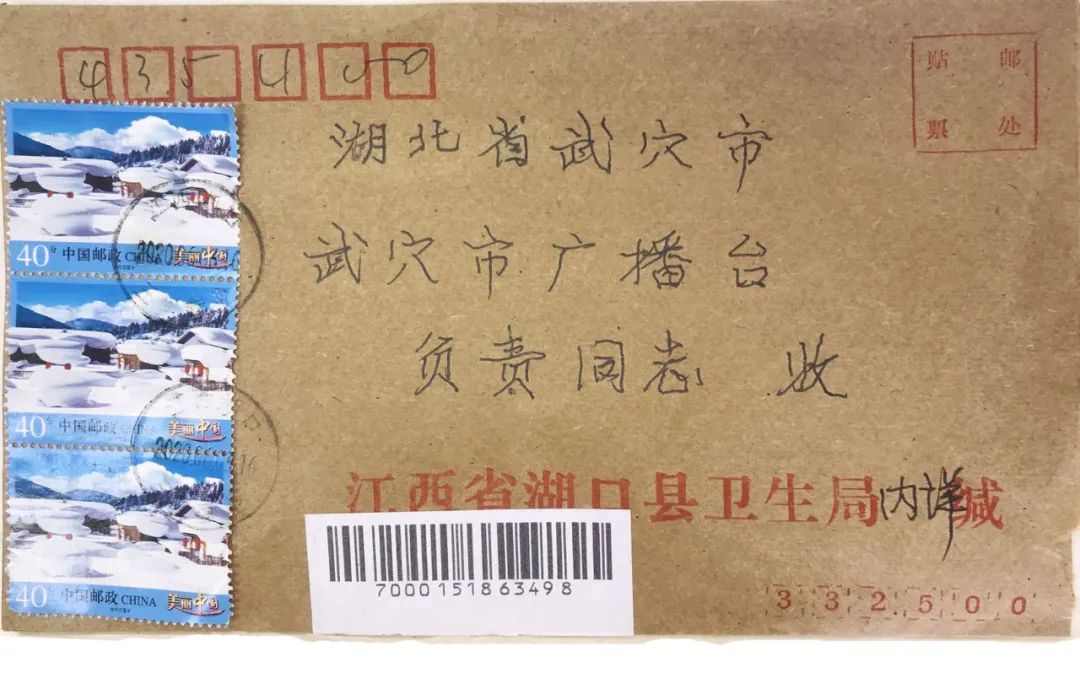 435400
贴 邮
票 处
湖北省武穴市
武穴市广播台
负责同志 收
40分 中国邮政 CHINA 美丽中国
40分 中国邮政 CHINA 美丽中国
40分 中国邮政 CHINA 美丽中国
江西省湖口县卫生局(内详)缄
7000151863498
332500